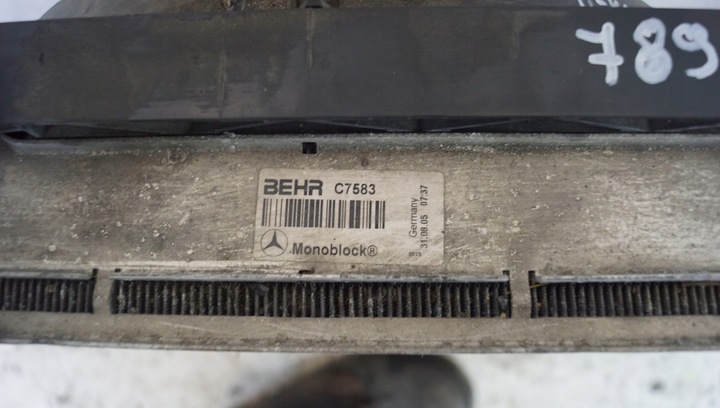 789
BEHR C7583
Monoblock®
Germany
31.08.05 07:37